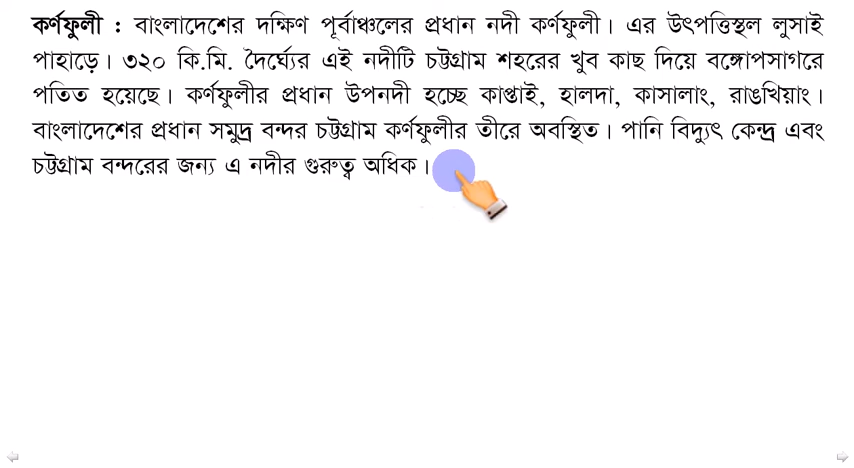 কর্ণফুলী : বাংলাদেশের দক্ষিণ পূর্বাঞ্চলের প্রধান নদী কর্ণফুলী। এর উৎপত্তিস্থল লুসাই
পাহাড়ে। ৩২০ কি.মি. দৈর্ঘ্যের এই নদীটি চট্টগ্রাম শহরের খুব কাছ দিয়ে বঙ্গোপসাগরে
পতিত হয়েছে। কর্ণফুলীর প্রধান উপনদী হচ্ছে কাপ্তাই, হালদা, কাসালাং, রাঙখিয়াং।
বাংলাদেশের প্রধান সমুদ্র বন্দর চট্টগ্রাম কর্ণফুলীর তীরে অবস্থিত। পানি বিদ্যুৎ কেন্দ্র এবং
চট্টগ্রাম বন্দরের জন্য এ নদীর গুরুত্ব অধিক।